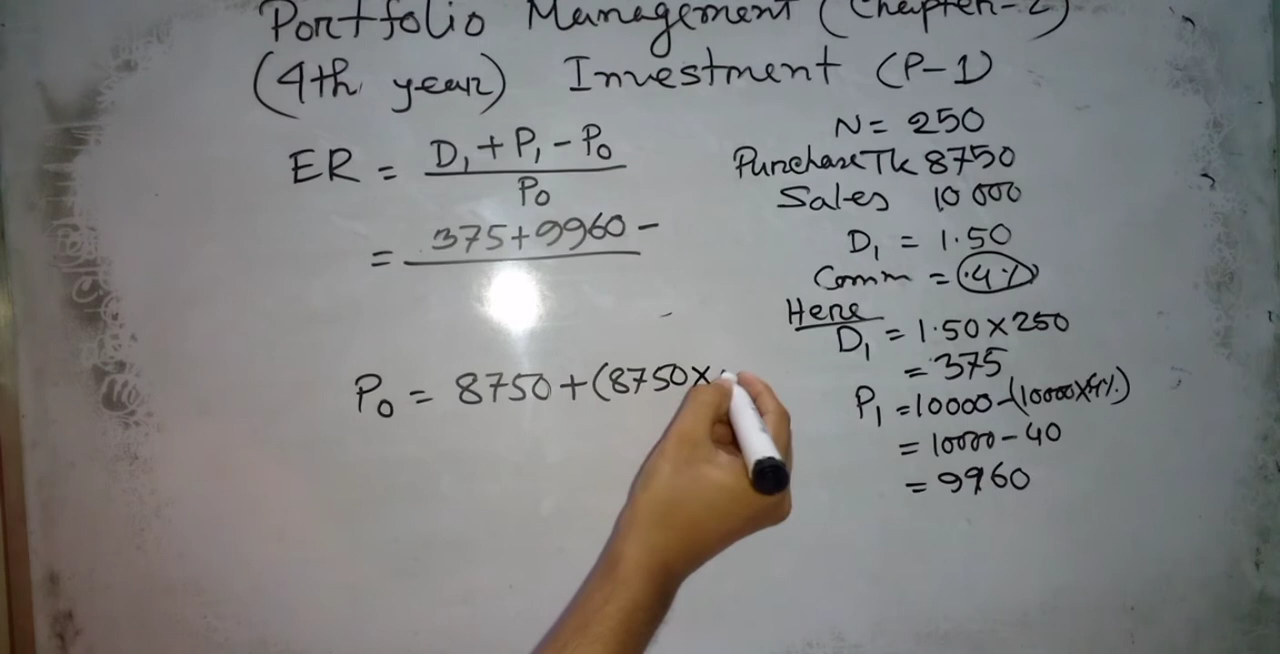 Portfolio Management (Chapter-2)
(4th year) Investment (P-1)
ER = D₁ + P₁ - P₀ / P₀
= 375+9960 -
P₀ = 8750+(8750×
N = 250
Purchase Tk 8750
Sales 10000
D₁ = 1.50
Comm = .4%
Here
D₁ = 1.50×250
= 375
P₁ = 10000-(10000×.4%)
= 10000-40
= 9960